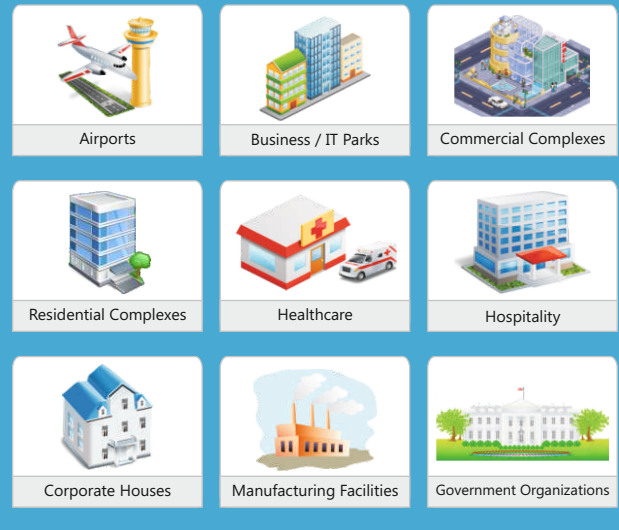 Airports
Business / IT Parks
Commercial Complexes
Residential Complexes
Healthcare
Hospitality
Corporate Houses
Manufacturing Facilities
Government Organizations